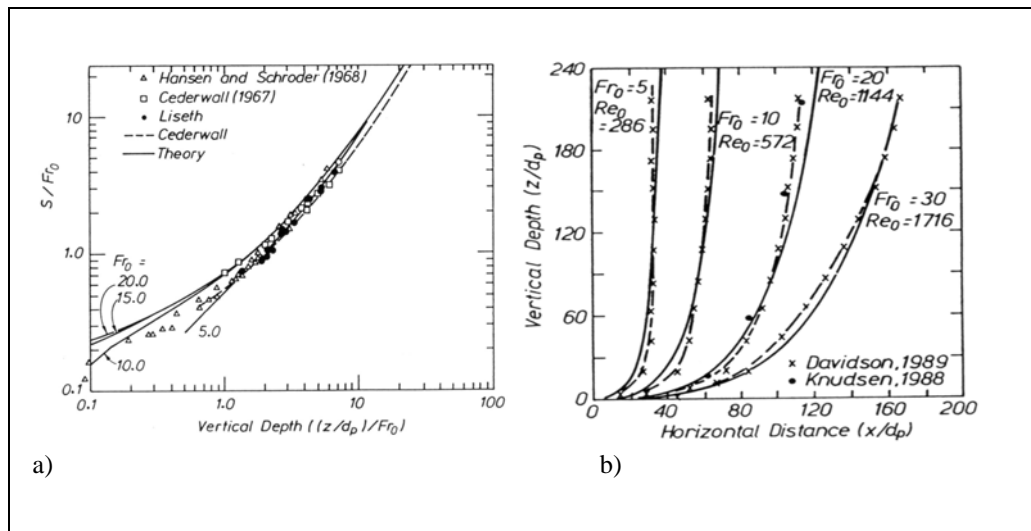 △ Hansen and Schroder (1968)
□ Cederwall (1967)
• Liseth
--- Cederwall
— Theory
S/Fr₀
10
1.0
0.1
Fr₀ =
20.0
15.0
10.0
5.0
0.1
1.0
10
100
Vertical Depth ((z/dₚ)/Fr₀)
a)
240
180
120
60
0
Vertical Depth (z/dₚ)
Fr₀=5
Re₀
=286
Fr₀=10
Re₀=572
Fr₀=20
Re₀=1144
Fr₀=30
Re₀=1716
× Davidson, 1989
• Knudsen, 1988
0
40
80
120
160
200
Horizontal Distance (x/dₚ)
b)